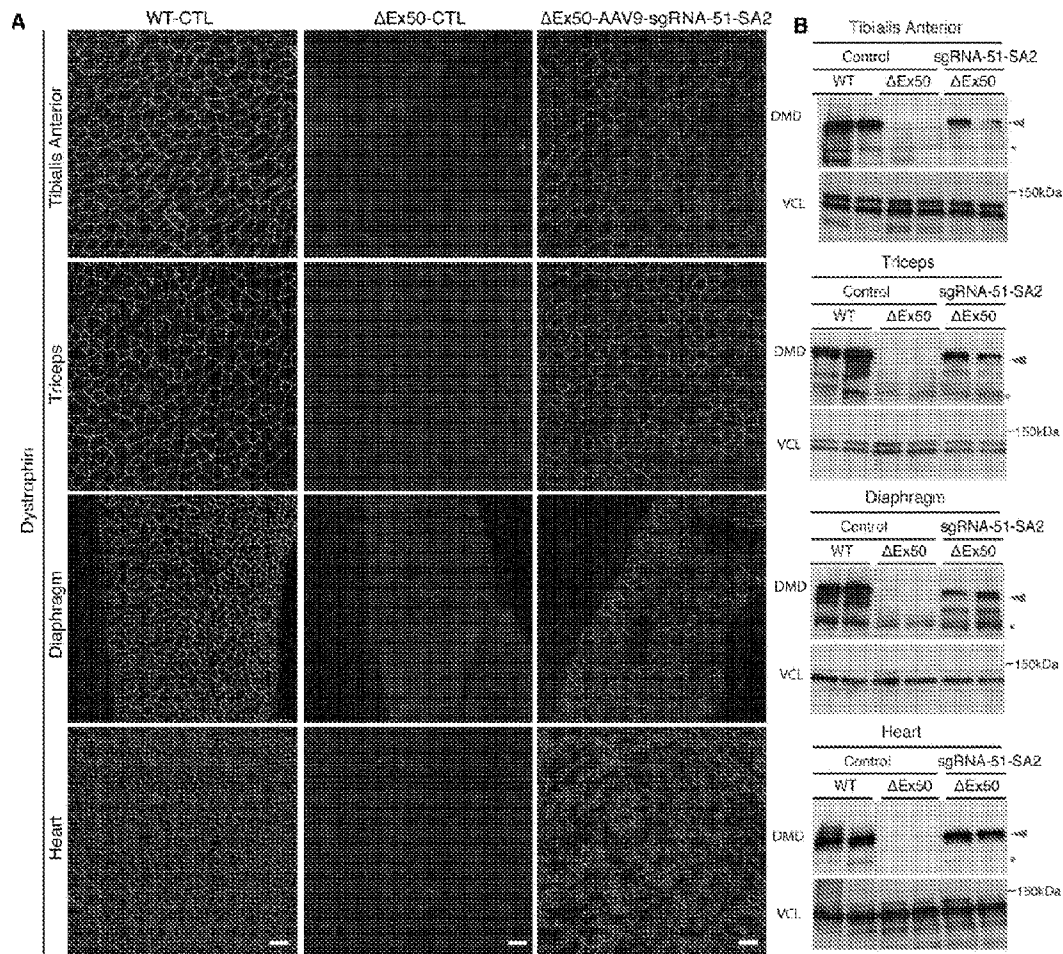 A
WT-CTL ΔEx50-CTL ΔEx50-AAV9-sgRNA-51-SA2
Dystrophin
Tibialis Anterior
Triceps
Diaphragm
Heart
B
Tibialis Anterior
Control sgRNA-51-SA2
WT ΔEx50 ΔEx50
DMD
*
VCL
150kDa
Triceps
Control sgRNA-51-SA2
WT ΔEx50 ΔEx50
DMD
*
VCL
150kDa
Diaphragm
Control sgRNA-51-SA2
WT ΔEx50 ΔEx50
DMD
*
VCL
150kDa
Heart
Control sgRNA-51-SA2
WT ΔEx50 ΔEx50
DMD
*
VCL
150kDa